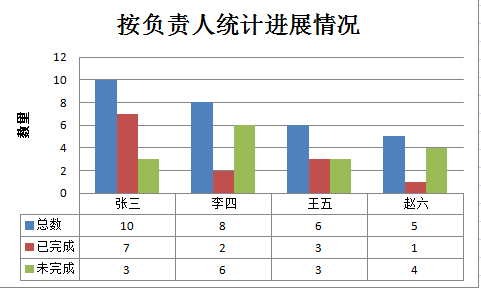 按负责人统计进展情况
12
10
8
6
4
2
0
数量
张三 李四 王五 赵六
总数 10 8 6 5
已完成 7 2 3 1
未完成 3 6 3 4